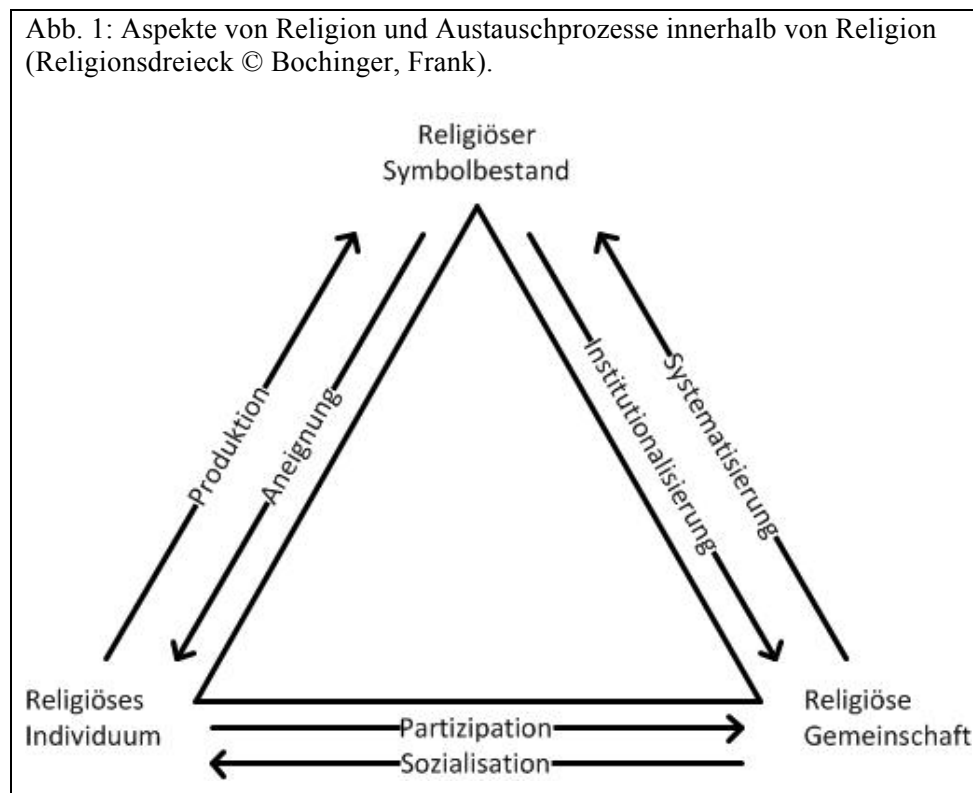 Abb. 1: Aspekte von Religion und Austauschprozesse innerhalb von Religion
(Religionsdreieck © Bochinger, Frank).
Religiöser
Symbolbestand
Produktion
Aneignung
Institutionalisierung
Systematisierung
Religiöses
Individuum
Partizipation
Sozialisation
Religiöse
Gemeinschaft